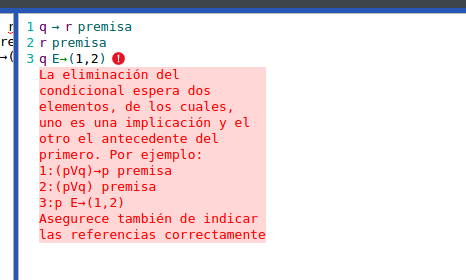 1 q → r premisa
2 r premisa
3 q E→(1,2)
La eliminación del
condicional espera dos
elementos, de los cuales,
uno es una implicación y el
otro el antecedente del
primero. Por ejemplo:
1:(pVq)→p premisa
2:(pVq) premisa
3:p E→(1,2)
Asegurece también de indicar
las referencias correctamente